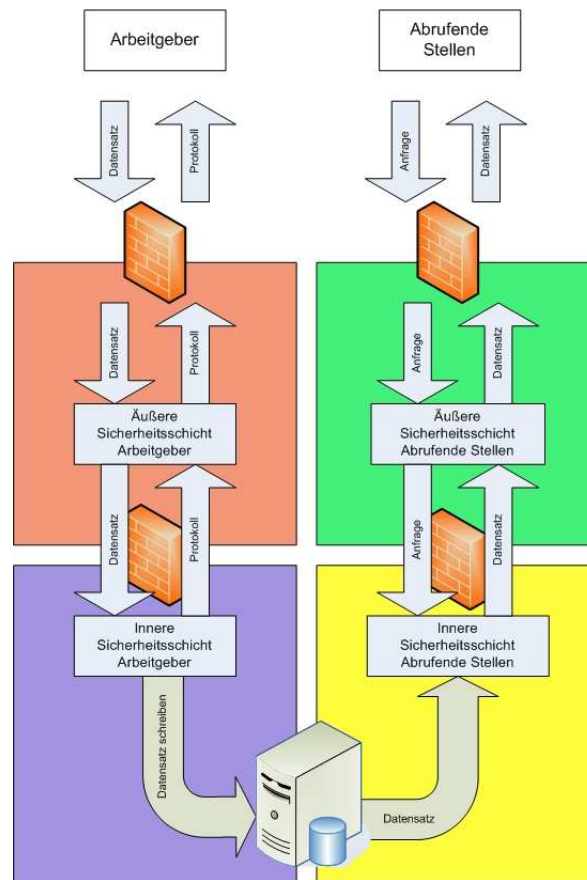 Arbeitgeber
Abrufende
Stellen
Datensatz
Protokoll
Anfrage
Datensatz
Datensatz
Protokoll
Anfrage
Datensatz
Äußere
Sicherheitsschicht
Arbeitgeber
Äußere
Sicherheitsschicht
Abrufende Stellen
Datensatz
Protokoll
Anfrage
Datensatz
Innere
Sicherheitsschicht
Arbeitgeber
Innere
Sicherheitsschicht
Abrufende Stellen
Datensatz schreiben
Datensatz